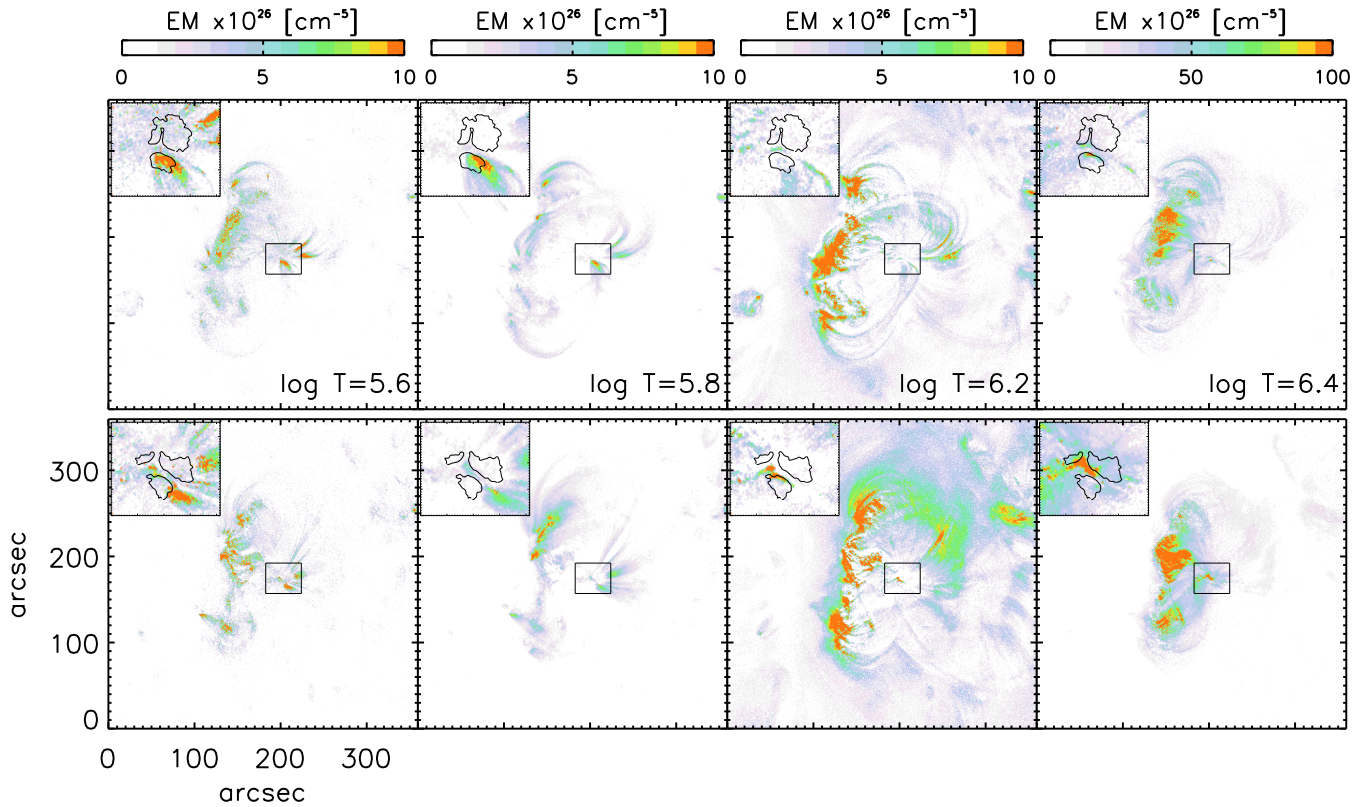 EM x10²⁶ [cm⁻⁵] EM x10²⁶ [cm⁻⁵] EM x10²⁶ [cm⁻⁵] EM x10²⁶ [cm⁻⁵]
0 5 10 0 5 10 0 5 10 0 50 100
log T=5.6 log T=5.8 log T=6.2 log T=6.4
300
200
100
0
arcsec
0 100 200 300
arcsec